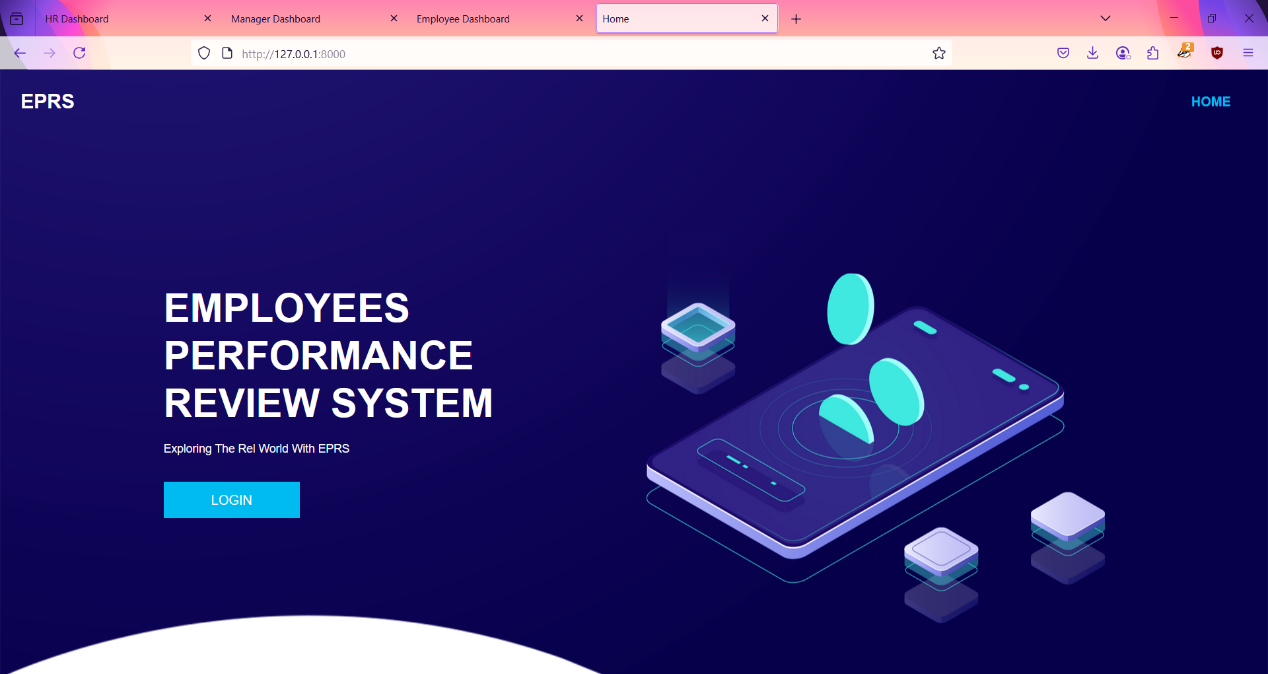 HR Dashboard
Manager Dashboard
Employee Dashboard
Home
http://127.0.0.1:8000
2
EPRS
HOME
EMPLOYEES
PERFORMANCE
REVIEW SYSTEM
Exploring The Rel World With EPRS
LOGIN